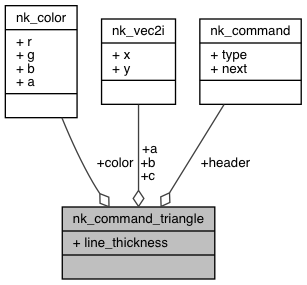 nk_color
+ r
+ g
+ b
+ a
nk_vec2i
+ x
+ y
nk_command
+ type
+ next
+color
+a
+b
+c
+header
nk_command_triangle
+ line_thickness